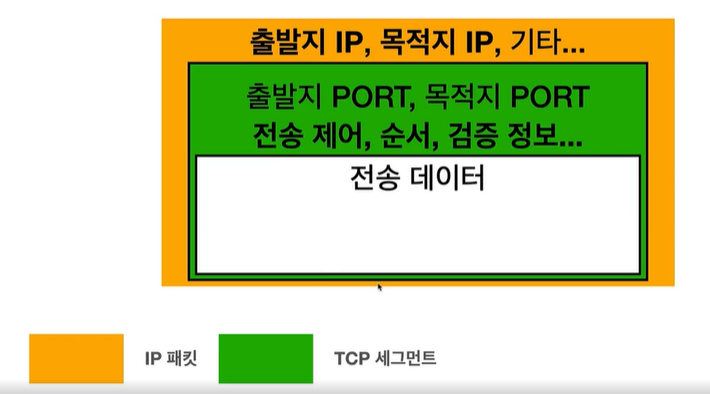 출발지 IP, 목적지 IP, 기타...
출발지 PORT, 목적지 PORT
전송 제어, 순서, 검증 정보...
전송 데이터
IP 패킷
TCP 세그먼트